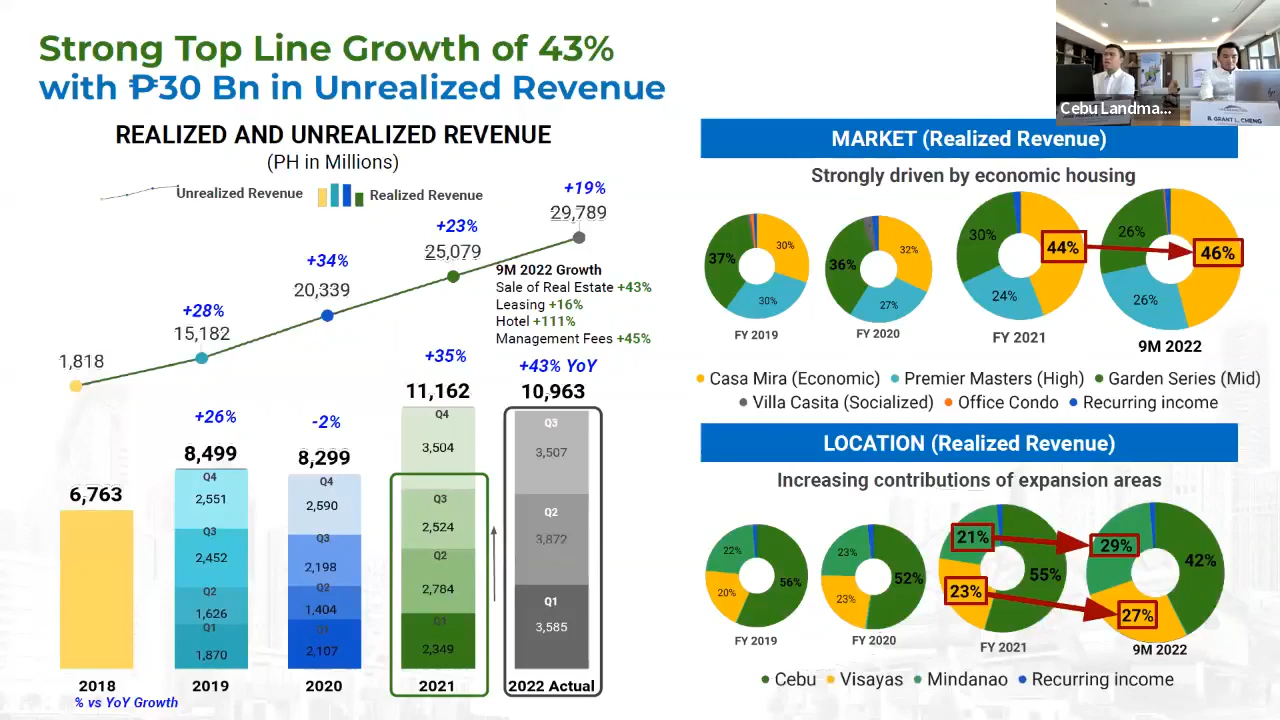 Strong Top Line Growth of 43%
with ₱30 Bn in Unrealized Revenue
Cebu Landma...
R. GRANT L. CHENG
REALIZED AND UNREALIZED REVENUE
(PH in Millions)
Unrealized Revenue
Realized Revenue
+19%
29,789
+23%
25,079
+34%
20,339
+28%
15,182
1,818
9M 2022 Growth
Sale of Real Estate +43%
Leasing +16%
Hotel +111%
Management Fees +45%
+43% YoY
10,963
+35%
11,162
-2%
8,299
+26%
8,499
6,763
Q4
2,551
Q3
2,452
Q2
1,626
Q1
1,870
Q4
2,590
Q3
2,198
Q2
1,404
Q1
2,107
Q4
3,504
Q3
2,524
Q2
2,784
Q1
2,349
Q3
3,507
Q2
3,872
Q1
3,585
2018
2019
2020
2021
2022 Actual
% vs YoY Growth
MARKET (Realized Revenue)
Strongly driven by economic housing
37%
30%
30%
FY 2019
36%
32%
27%
FY 2020
30%
44%
24%
FY 2021
26%
46%
26%
9M 2022
Casa Mira (Economic) Premier Masters (High) Garden Series (Mid)
Villa Casita (Socialized) Office Condo Recurring income
LOCATION (Realized Revenue)
Increasing contributions of expansion areas
22%
56%
20%
FY 2019
23%
52%
23%
FY 2020
21%
55%
23%
FY 2021
29%
42%
27%
9M 2022
Cebu Visayas Mindanao Recurring income